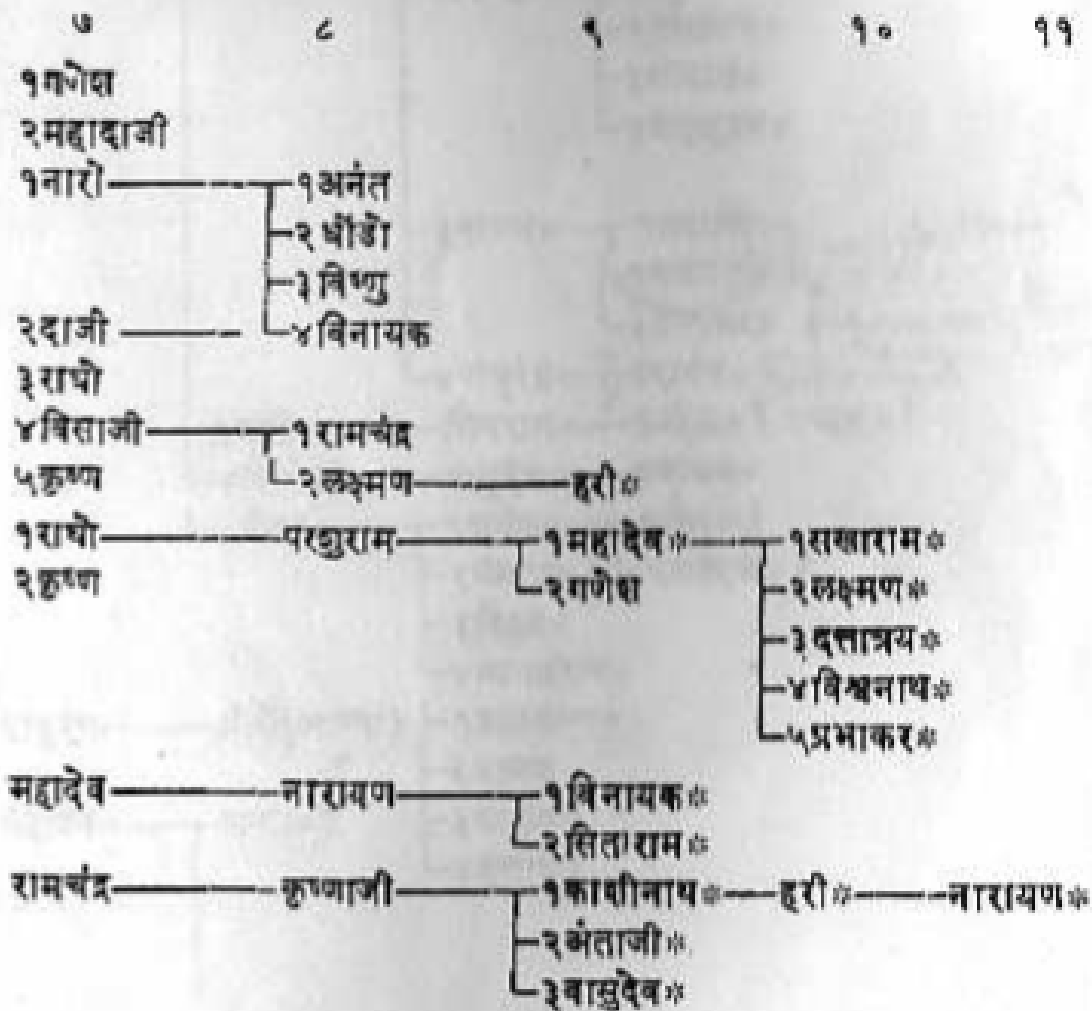 ७ ८ ९ १० ११
१गणेश
२महादाजी
१नारो १अनंत
२धोंडो
३विष्णु
२दाजी ४विनायक
३राघो
४विसाजी १रामचंद्र
५कृष्ण २लक्ष्मण हरी*
१राघो परशुराम १महादेव* १सखाराम*
२कृष्ण २गणेश २लक्ष्मण*
३दत्तात्रय*
४विश्वनाथ*
५प्रभाकर*
महादेव नारायण १विनायक*
२सिताराम*
रामचंद्र कृष्णाजी १काशीनाथ* हरी* नारायण*
२अंताजी*
३वासुदेव*